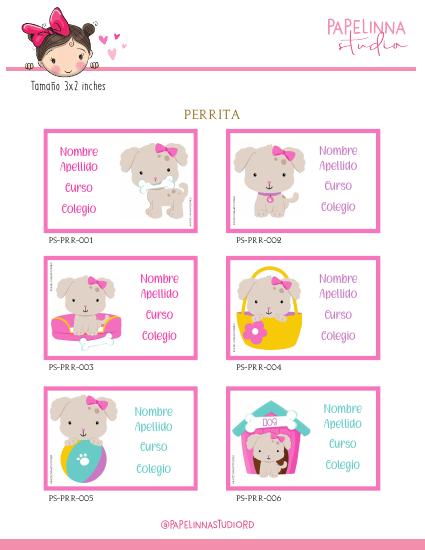 PAPELINNA
studio
Tamaño 3x2 inches
PERRITA
Nombre
Apellido
Curso
Colegio
PS-PRR-001
Nombre
Apellido
Curso
Colegio
PS-PRR-002
Nombre
Apellido
Curso
Colegio
PS-PRR-003
Nombre
Apellido
Curso
Colegio
PS-PRR-004
Nombre
Apellido
Curso
Colegio
PS-PRR-005
DOG
Nombre
Apellido
Curso
Colegio
PS-PRR-006
@PAPELINNASTUDIORD